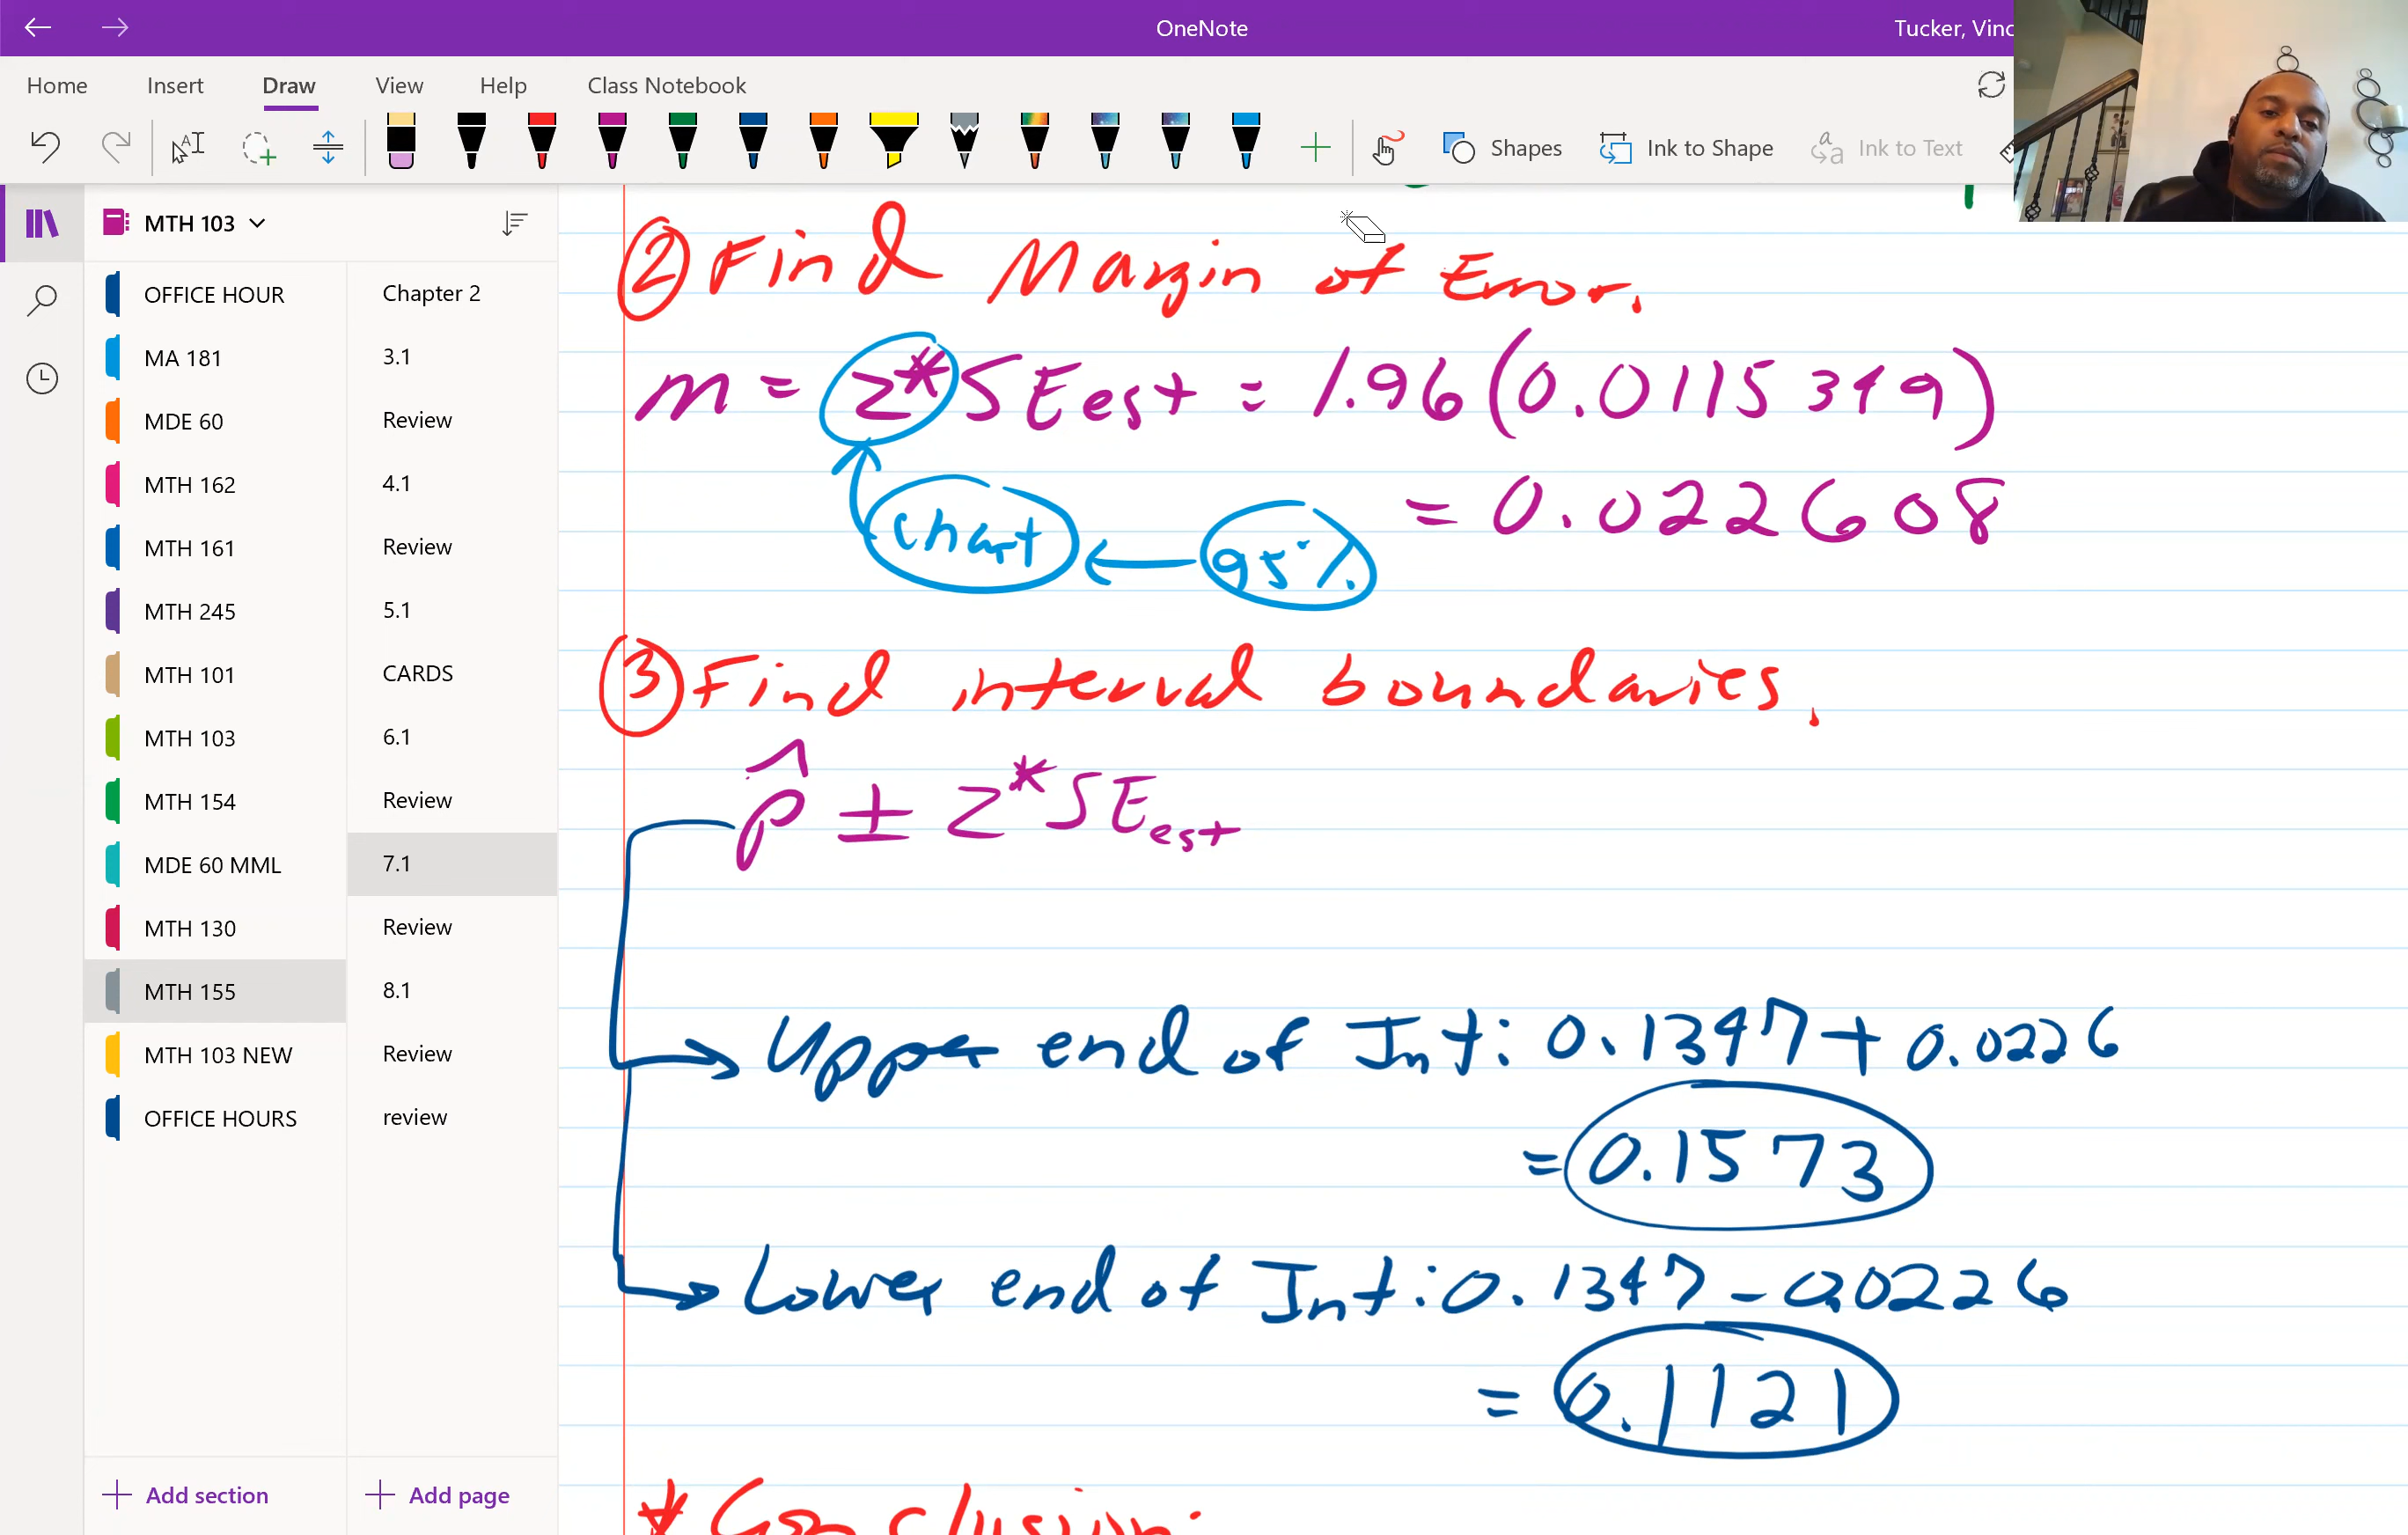 OneNote
Tucker, Vinc
Home Insert Draw View Help Class Notebook
Shapes Ink to Shape Ink to Text
MTH 103
OFFICE HOUR
MA 181
MDE 60
MTH 162
MTH 161
MTH 245
MTH 101
MTH 103
MTH 154
MDE 60 MML
MTH 130
MTH 155
MTH 103 NEW
OFFICE HOURS
Add section
Chapter 2
3.1
Review
4.1
Review
5.1
CARDS
6.1
Review
7.1
Review
8.1
Review
review
Add page
② Find Margin of Error.
m = z* SEest = 1.96 (0.0115349)
= 0.022608
chart ← 95%
③ Find interval boundaries.
p̂ ± z* SEest
→ Upper end of Int: 0.1347 + 0.0226
= 0.1573
→ Lower end of Int: 0.1347 - 0.0226
= 0.1121
* Conclusion: